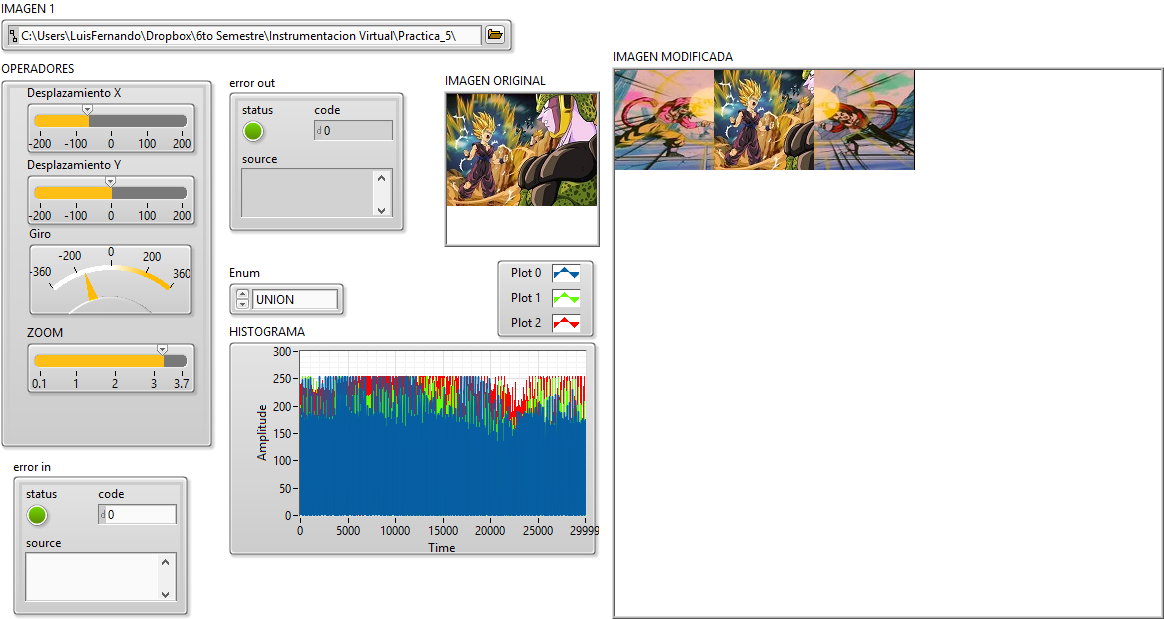 IMAGEN 1
C:\Users\LuisFernando\Dropbox\6to Semestre\Instrumentacion Virtual\Practica_5\
OPERADORES
Desplazamiento X
-200 -100 0 100 200
Desplazamiento Y
-200 -100 0 100 200
Giro
-360 -200 0 200 360
ZOOM
0.1 1 2 3 3.7
error in
status code
d 0
source
error out
status code
d 0
source
Enum
UNION
IMAGEN ORIGINAL
Plot 0
Plot 1
Plot 2
HISTOGRAMA
300
250
200
150
100
50
0
Amplitude
0 5000 10000 15000 20000 25000 29999
Time
IMAGEN MODIFICADA